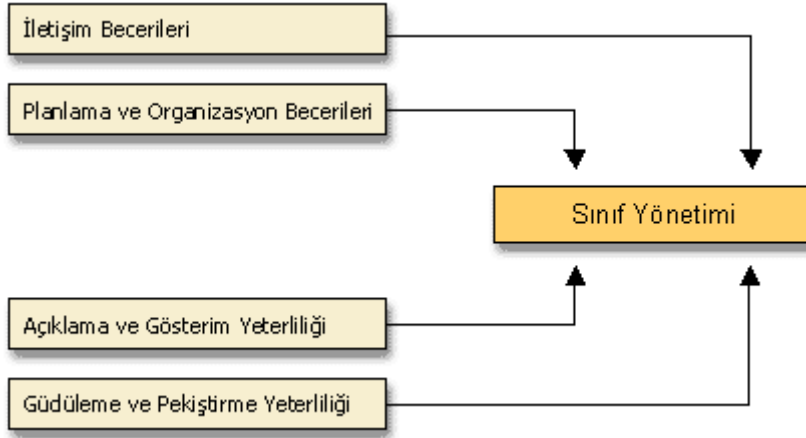 İletişim Becerileri
Planlama ve Organizasyon Becerileri
Sınıf Yönetimi
Açıklama ve Gösterim Yeterliliği
Güdüleme ve Pekiştirme Yeterliliği